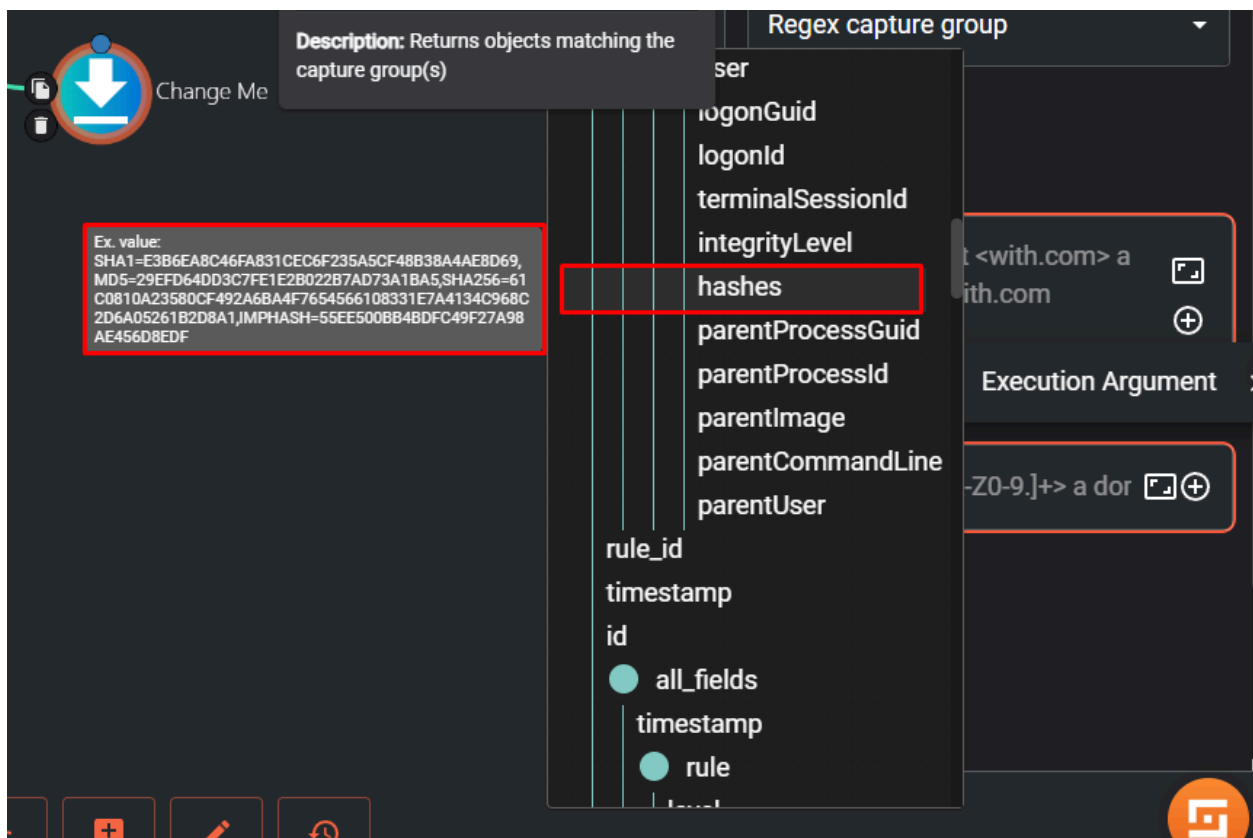 Description: Returns objects matching the
capture group(s)
Regex capture group
Change Me
ser
logonGuid
logonId
terminalSessionId
integrityLevel
hashes
parentProcessGuid
parentProcessId
parentImage
parentCommandLine
parentUser
rule_id
timestamp
id
all_fields
timestamp
rule
level
Ex. value:
SHA1=E3B6EA8C46FA831CEC6F235A5CF48B38A4AE8D69,
MD5=29EFD64DD3C7FE1E2B022B7AD73A1BA5,SHA256=61
C0810A23580CF492A6BA4F7654566108331E7A4134C968C
2D6A05261B2D8A1,IMPHASH=55EE500BB4BDFC49F27A98
AE456D8EDF
t <with.com> a
ith.com
Execution Argument
-Z0-9.]+> a dor